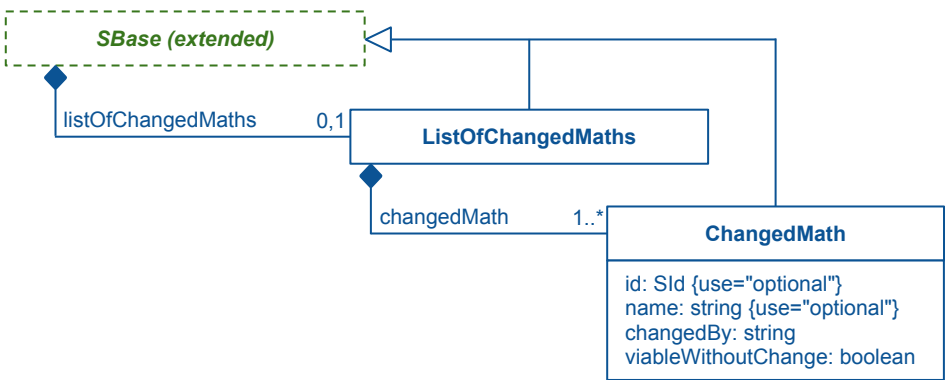 SBase (extended)
listOfChangedMaths 0,1
ListOfChangedMaths
changedMath 1..*
ChangedMath
id: SId {use="optional"}
name: string {use="optional"}
changedBy: string
viableWithoutChange: boolean